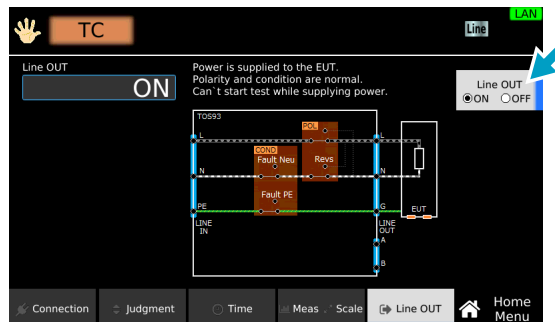 LAN
TC
Line
Line OUT
ON
Power is supplied to the EUT.
Polarity and condition are normal.
Can`t start test while supplying power.
Line OUT
ON OFF
TOS93
POL
L
L
COND
Fault Neu
Revs
N
N
Fault PE
PE
G
EUT
LINE
IN
LINE
OUT
A
B
Connection
Judgment
Time
Meas
Scale
Line OUT
Home
Menu